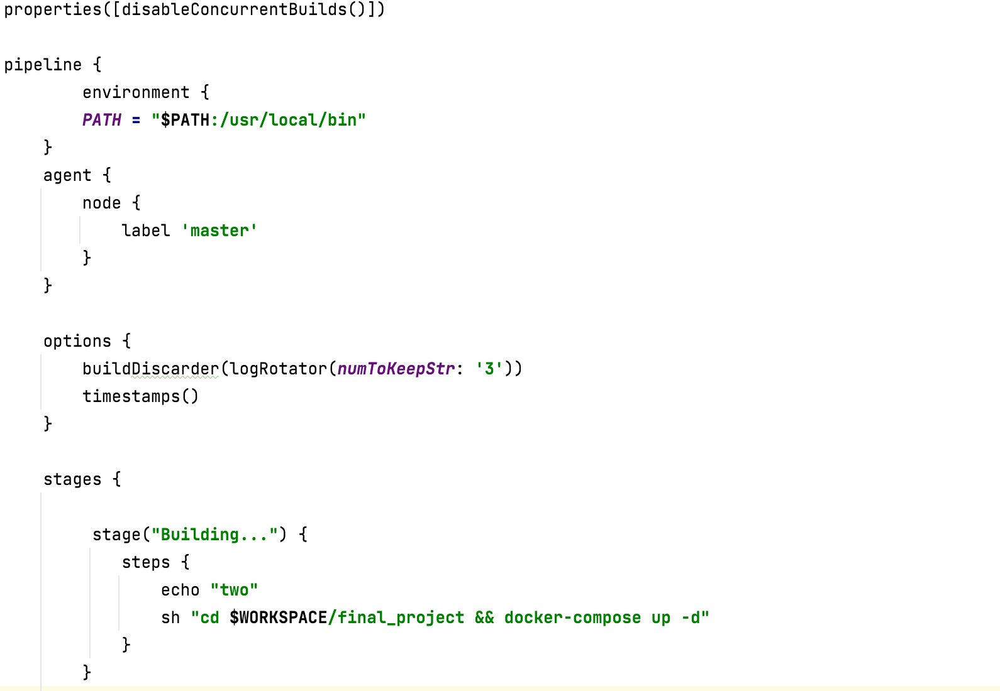 properties([disableConcurrentBuilds()])
pipeline {
environment {
PATH = "$PATH:/usr/local/bin"
}
agent {
node {
label 'master'
}
}
options {
buildDiscarder(logRotator(numToKeepStr: '3'))
timestamps()
}
stages {
stage("Building...") {
steps {
echo "two"
sh "cd $WORKSPACE/final_project && docker-compose up -d"
}
}